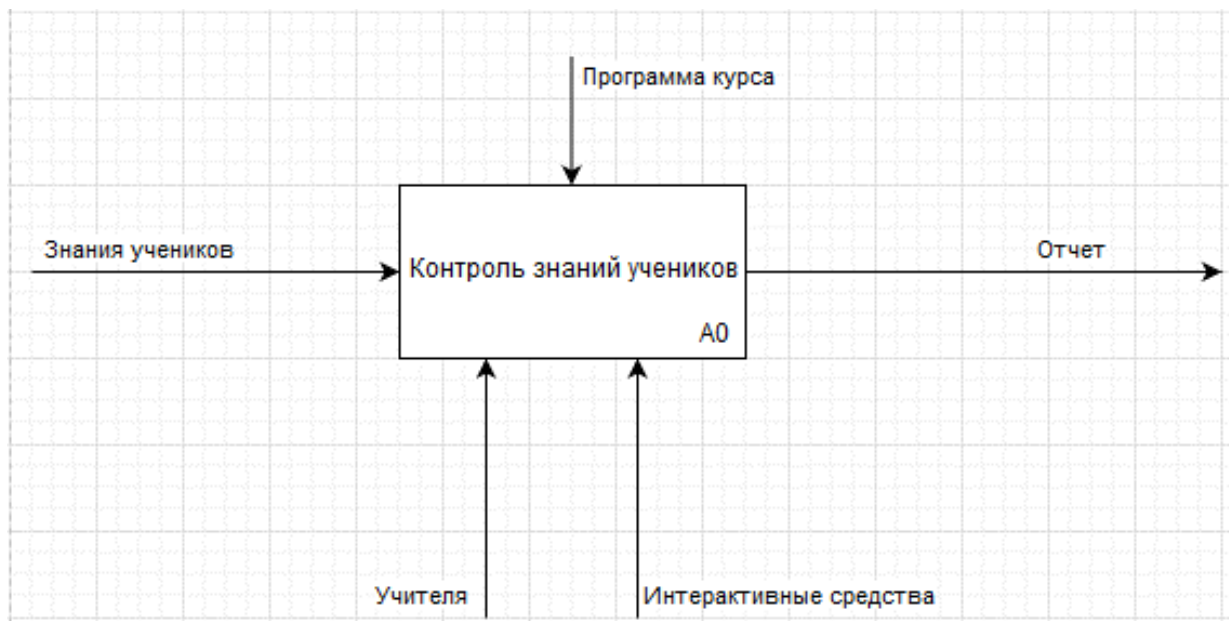 Программа курса
Знания учеников
Отчет
Контроль знаний учеников
A0
Учителя
Интерактивные средства